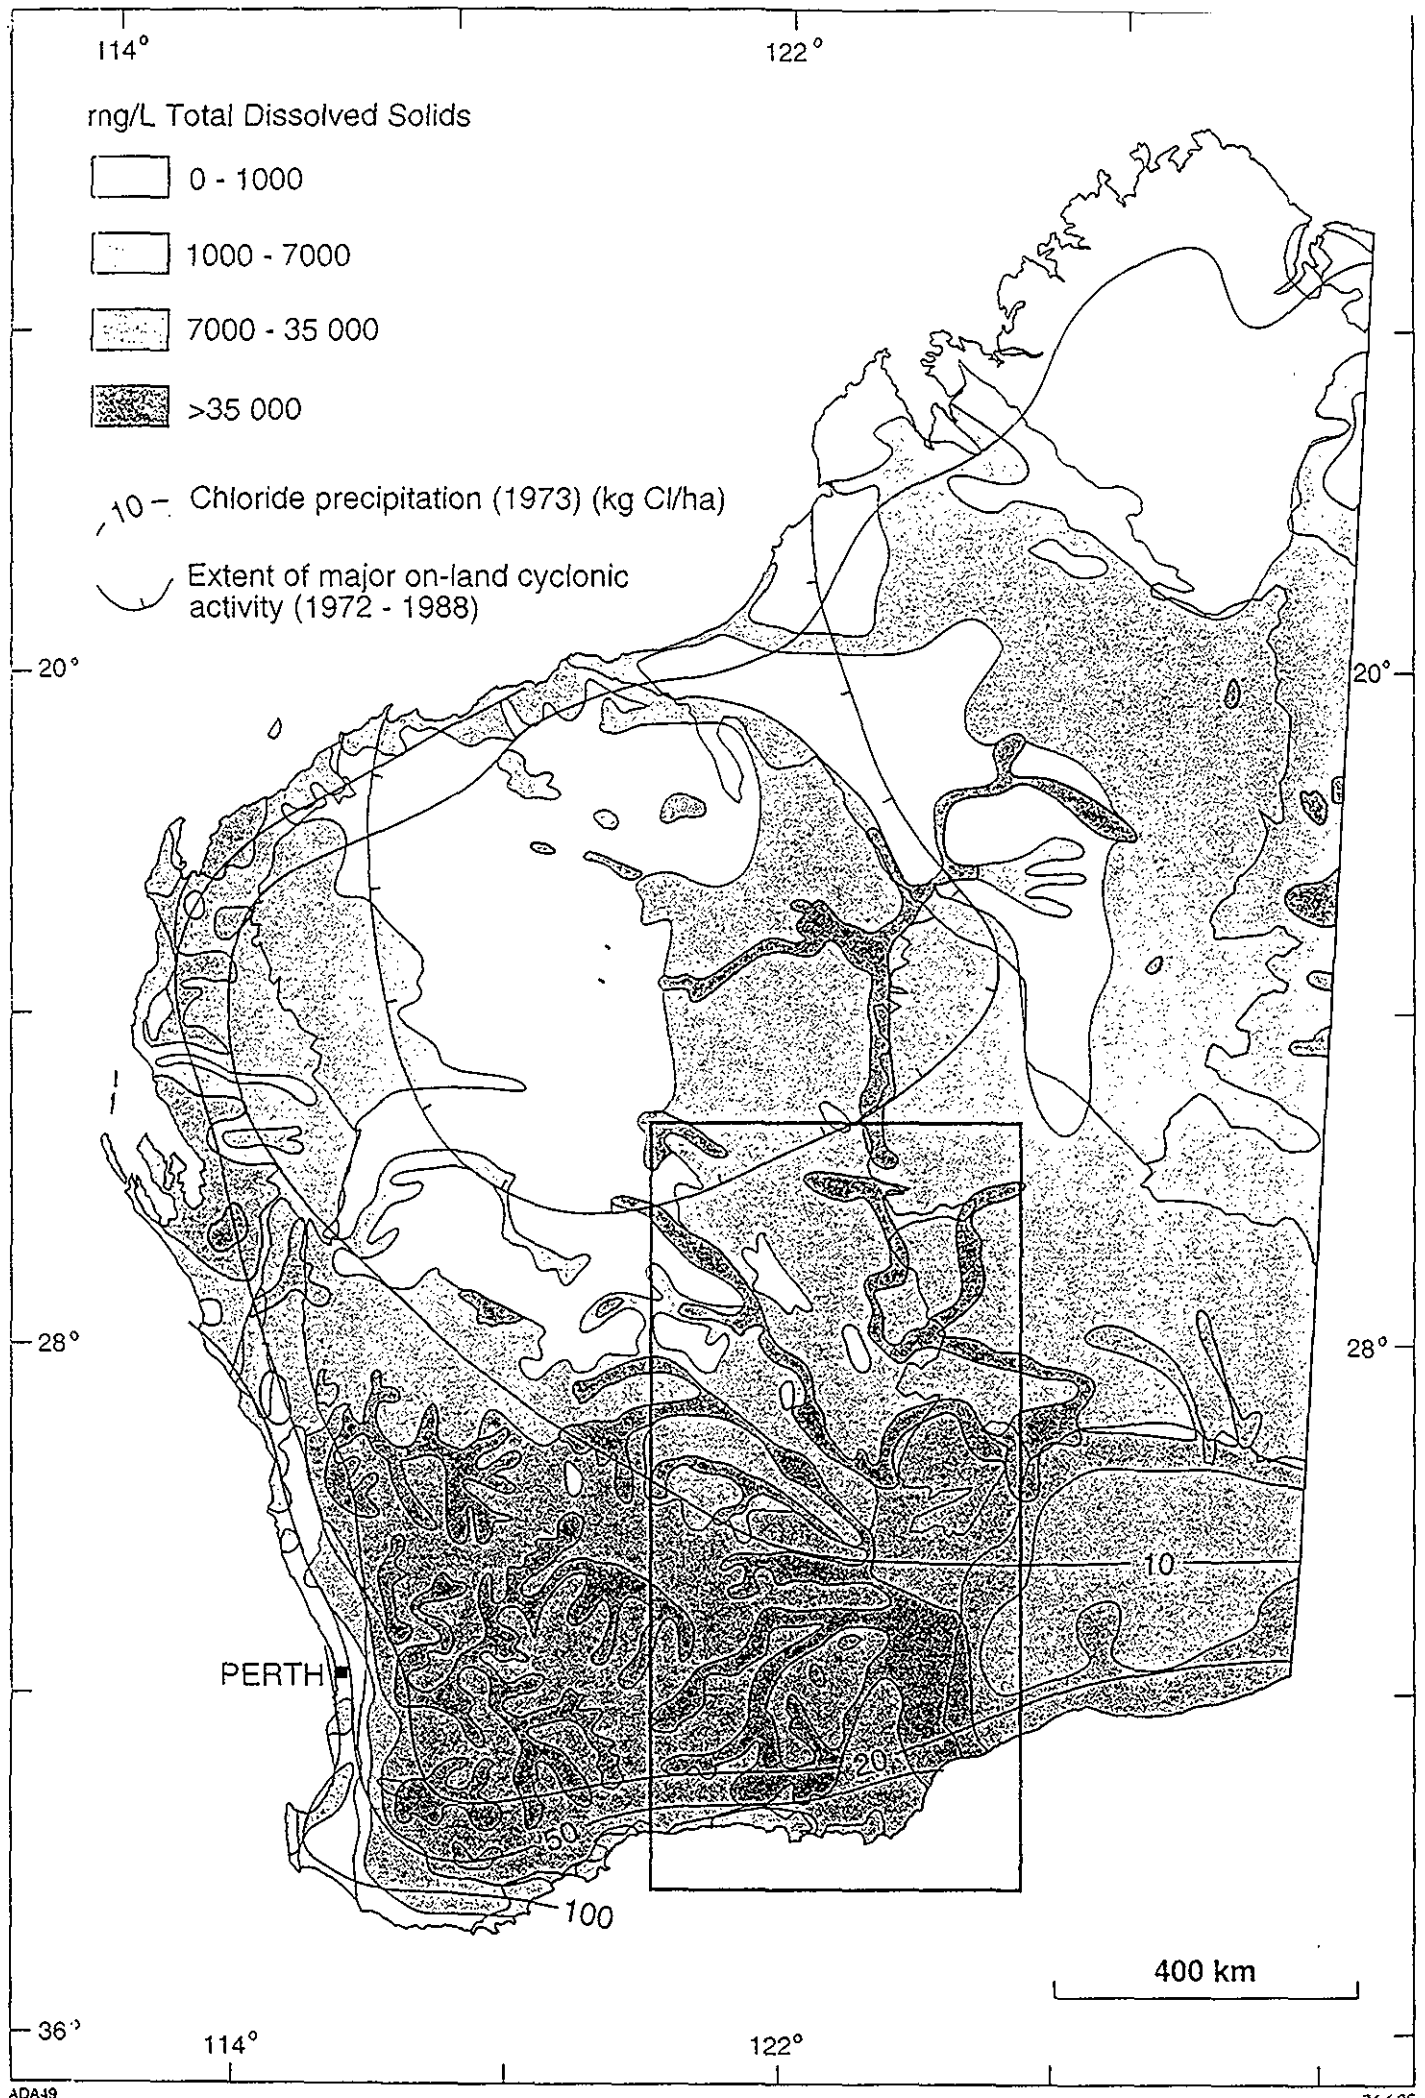 114°
122°
rng/L Total Dissolved Solids
0 - 1000
1000 - 7000
7000 - 35 000
>35 000
- 10 - Chloride precipitation (1973) (kg Cl/ha)
Extent of major on-land cyclonic
activity (1972 - 1988)
20°
20°
28°
28°
10
PERTH
20
50
100
400 km
36°
114°
122°
ADA49